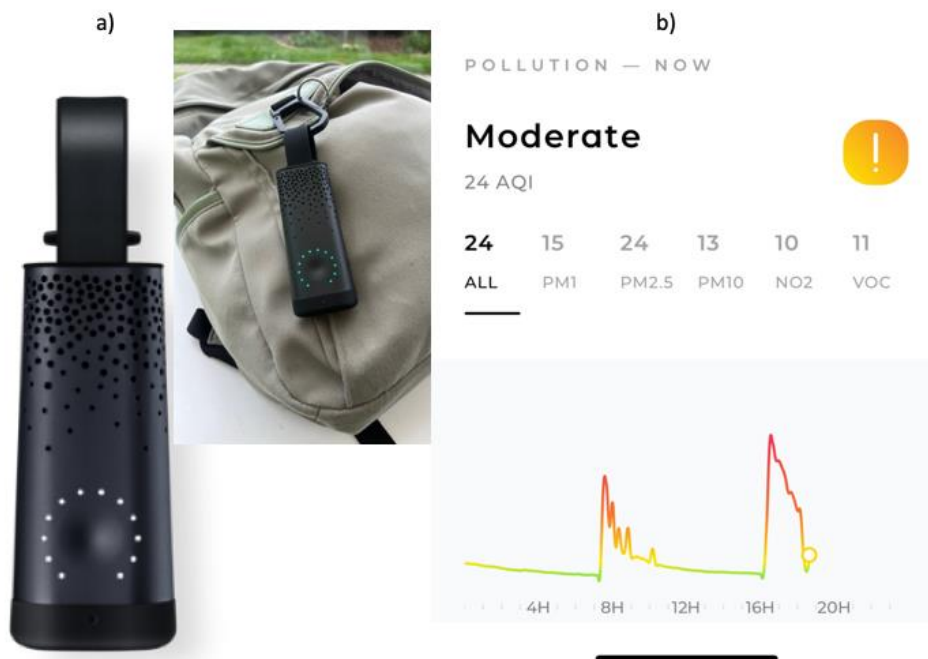 a)
b)
POLLUTION — NOW
Moderate
24 AQI
24 15 24 13 10 11
ALL PM1 PM2.5 PM10 NO2 VOC
4H 8H 12H 16H 20H